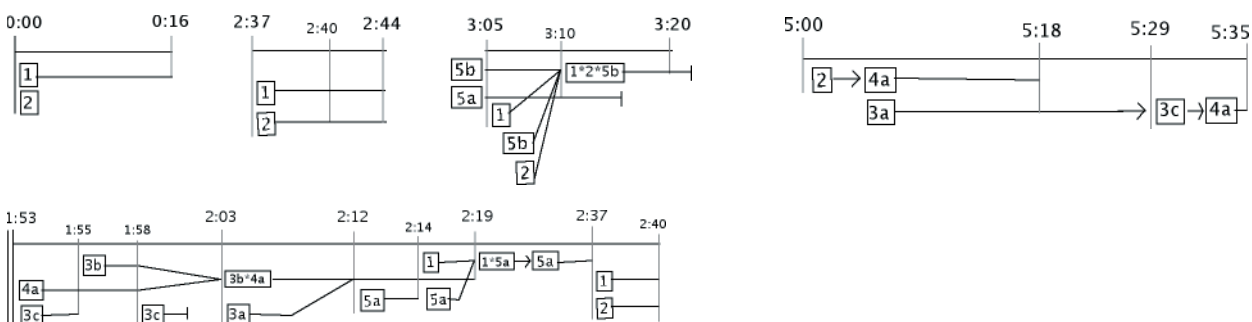 0:00 0:16
1
2
2:37 2:40 2:44
1
2
3:05 3:10 3:20
5b 1*2*5b
5a
1
5b
2
5:00 5:18 5:29 5:35
2 4a
3a 3c 4a
1:53 1:55 1:58 2:03 2:12 2:14 2:19 2:37 2:40
3b 1 1*5a 5a
4a 3b*4a 1
3c 3c 3a 5a 5a 2